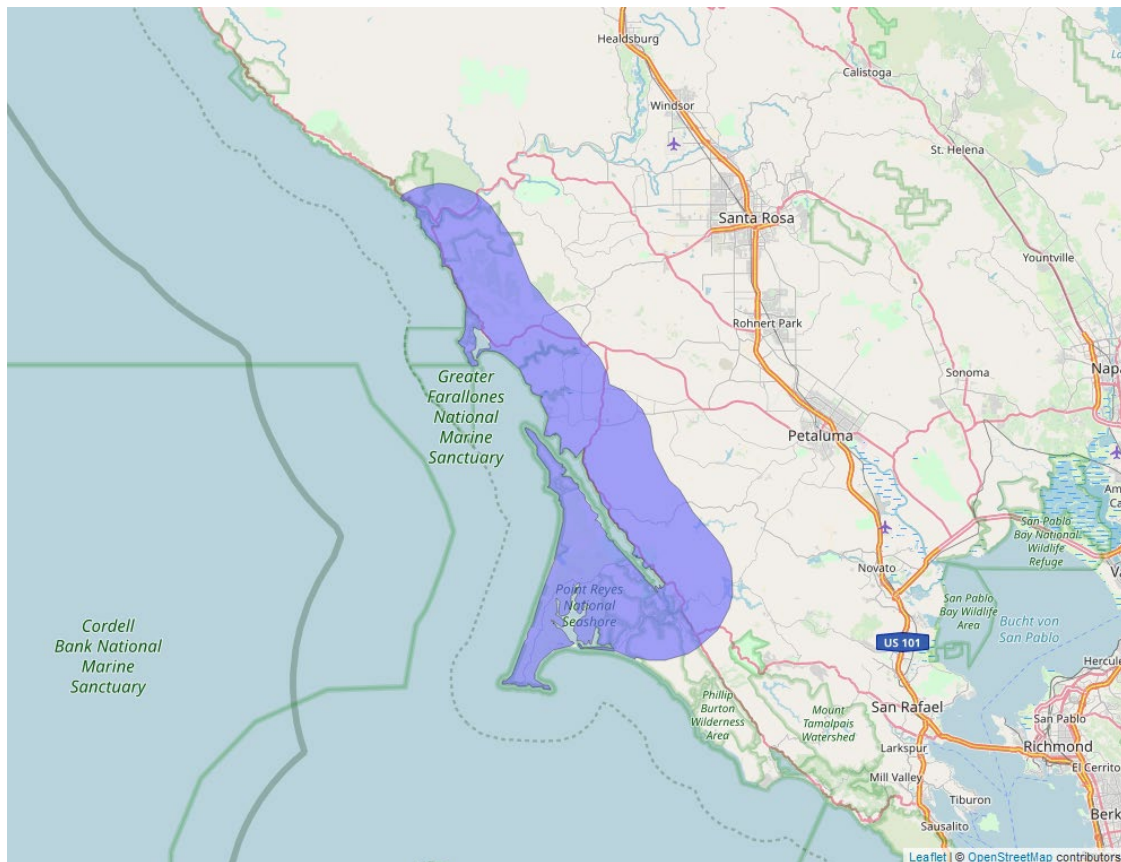 Healdsburg
Calistoga
Windsor
St. Helena
Santa Rosa
Yountville
Rohnert Park
Sonoma
Napa
Greater
Farallones
National
Marine
Sanctuary
Petaluma
San Pablo
Bay National
Wildlife
Refuge
Novato
Point Reyes
National
Seashore
San Pablo
Bay Wildlife
Area
Bucht von
San Pablo
Cordell
Bank National
Marine
Sanctuary
US 101
Hercule
Phillip
Burton
Wilderness
Area
Mount
Tamalpais
Watershed
San Rafael
San Pablo
Richmond
Larkspur
El Cerrito
Mill Valley
Tiburon
Sausalito
Berk
Leaflet | © OpenStreetMap contributors